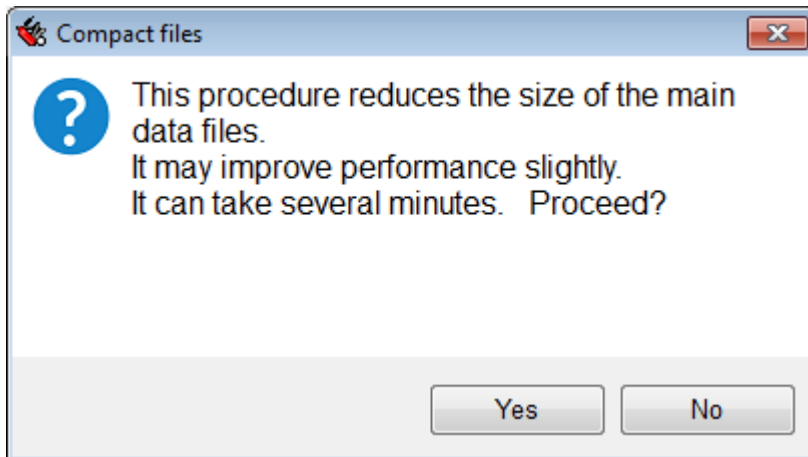 Compact files
This procedure reduces the size of the main
data files.
It may improve performance slightly.
It can take several minutes.   Proceed?
Yes No